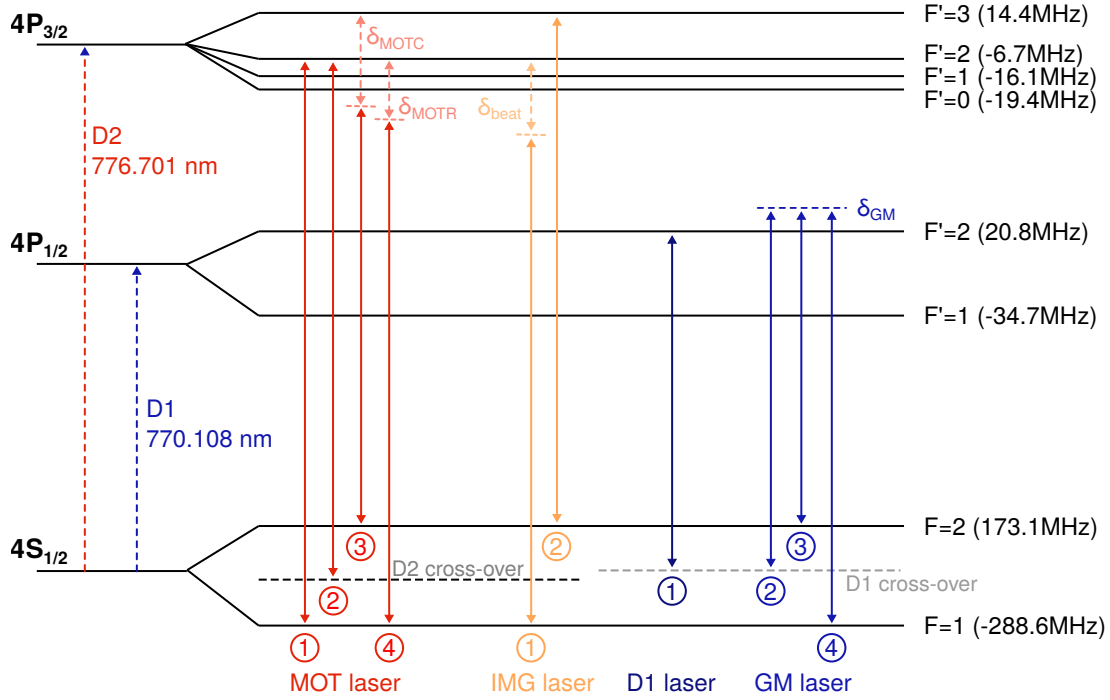 4P3/2
F'=3 (14.4MHz)
δMOTC
F'=2 (-6.7MHz)
F'=1 (-16.1MHz)
F'=0 (-19.4MHz)
δMOTR
δbeat
D2
776.701 nm
δGM
4P1/2
F'=2 (20.8MHz)
F'=1 (-34.7MHz)
D1
770.108 nm
4S1/2
F=2 (173.1MHz)
③
②
③
D2 cross-over
D1 cross-over
②
①
②
F=1 (-288.6MHz)
①
④
①
④
MOT laser
IMG laser
D1 laser
GM laser